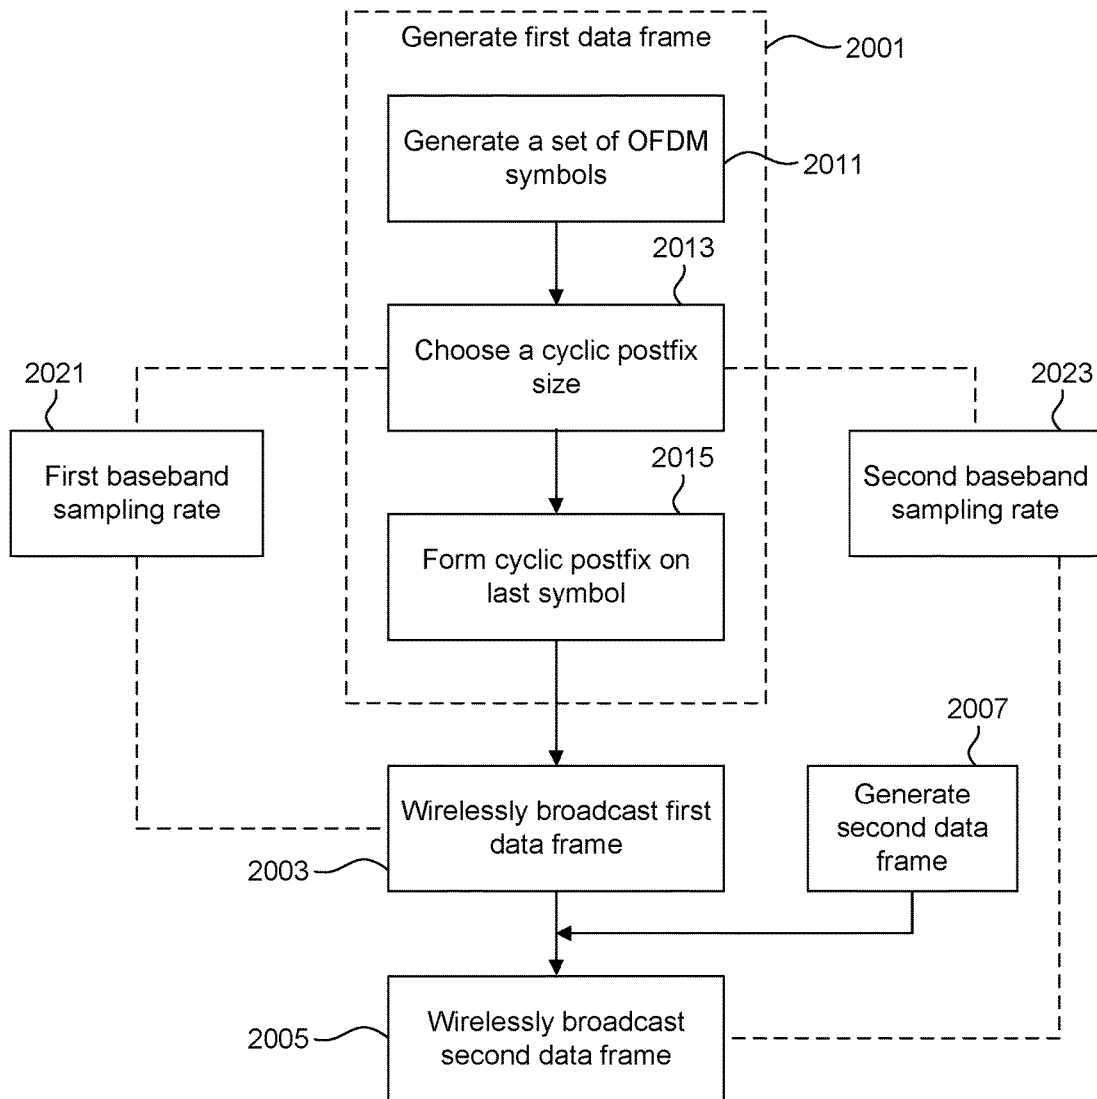 Generate first data frame
2001
Generate a set of OFDM
symbols
2011
2013
Choose a cyclic postfix
size
2021
First baseband
sampling rate
2023
Second baseband
sampling rate
2015
Form cyclic postfix on
last symbol
2007
Generate
second data
frame
Wirelessly broadcast first
data frame
2003
Wirelessly broadcast
second data frame
2005